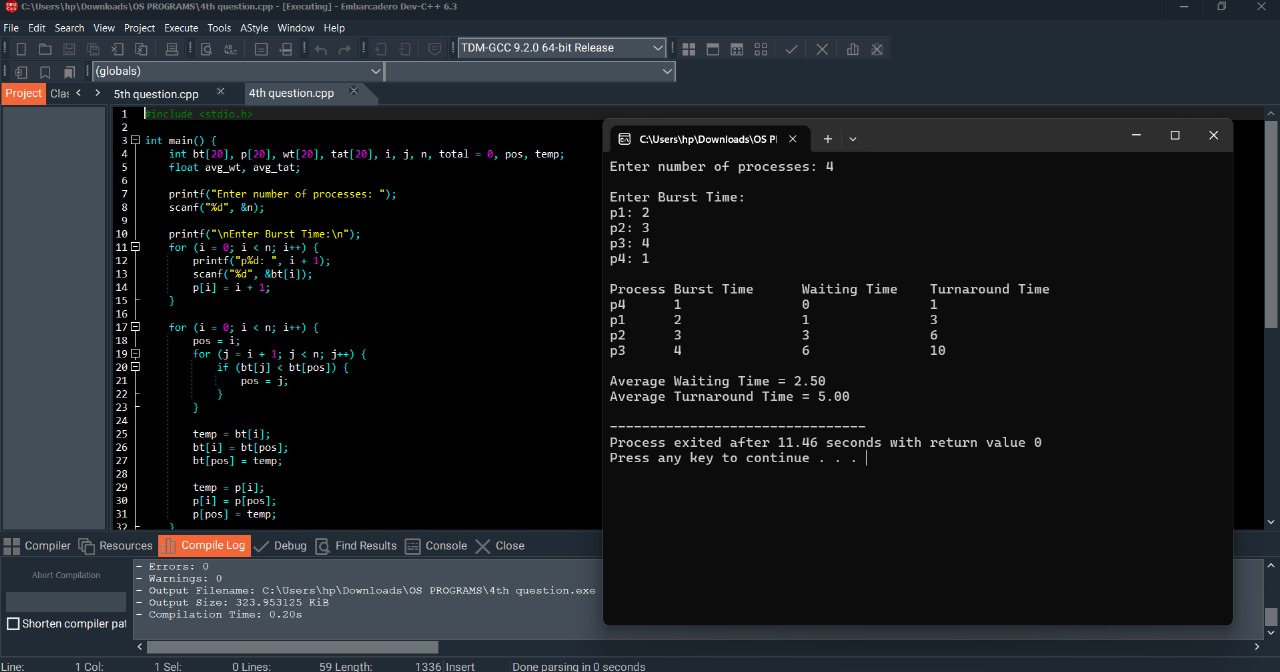 C:\Users\hp\Downloads\OS PROGRAMS\4th question.cpp - [Executing] - Embarcadero Dev-C++ 6.3
File Edit Search View Project Execute Tools AStyle Window Help
TDM-GCC 9.2.0 64-bit Release
(globals)
Project Clas 5th question.cpp 4th question.cpp
1 #include <stdio.h>
2
3 int main() {
4 int bt[20], p[20], wt[20], tat[20], i, j, n, total = 0, pos, temp;
5 float avg_wt, avg_tat;
6
7 printf("Enter number of processes: ");
8 scanf("%d", &n);
9
10 printf("\nEnter Burst Time:\n");
11 for (i = 0; i < n; i++) {
12 printf("p%d: ", i + 1);
13 scanf("%d", &bt[i]);
14 p[i] = i + 1;
15 }
16
17 for (i = 0; i < n; i++) {
18 pos = i;
19 for (j = i + 1; j < n; j++) {
20 if (bt[j] < bt[pos]) {
21 pos = j;
22 }
23 }
24
25 temp = bt[i];
26 bt[i] = bt[pos];
27 bt[pos] = temp;
28
29 temp = p[i];
30 p[i] = p[pos];
31 p[pos] = temp;
32 }
C:\Users\hp\Downloads\OS P
Enter number of processes: 4
Enter Burst Time:
p1: 2
p2: 3
p3: 4
p4: 1
Process Burst Time Waiting Time Turnaround Time
p4 1 0 1
p1 2 1 3
p2 3 3 6
p3 4 6 10
Average Waiting Time = 2.50
Average Turnaround Time = 5.00
--------------------------------
Process exited after 11.46 seconds with return value 0
Press any key to continue . . .
Compiler Resources Compile Log Debug Find Results Console Close
Abort Compilation
Shorten compiler pat
- Errors: 0
- Warnings: 0
- Output Filename: C:\Users\hp\Downloads\OS PROGRAMS\4th question.exe
- Output Size: 323.953125 KiB
- Compilation Time: 0.20s
Line: 1 Col: 1 Sel: 0 Lines: 59 Length: 1336 Insert Done parsing in 0 seconds